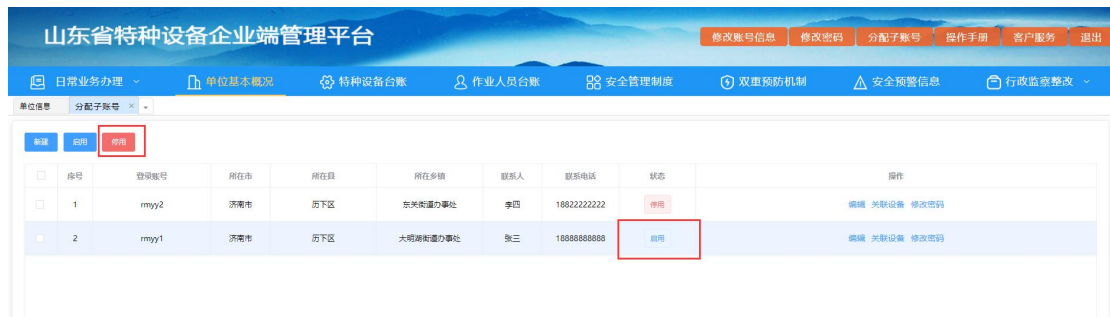 山东省特种设备企业端管理平台
修改账号信息 修改密码 分配子账号 操作手册 客户服务 退出
日常业务办理 单位基本概况 特种设备台账 作业人员台账 安全管理制度 双重预防机制 安全预警信息 行政监察整改
单位信息 分配子账号 ×
新建 启用 停用
序号 登录账号 所在市 所在县 所在乡镇 联系人 联系电话 状态 操作
1 rmyy2 济南市 历下区 东关街道办事处 李四 18822222222 停用 编辑 关联设备 修改密码
2 rmyy1 济南市 历下区 大明湖街道办事处 张三 18888888888 启用 编辑 关联设备 修改密码